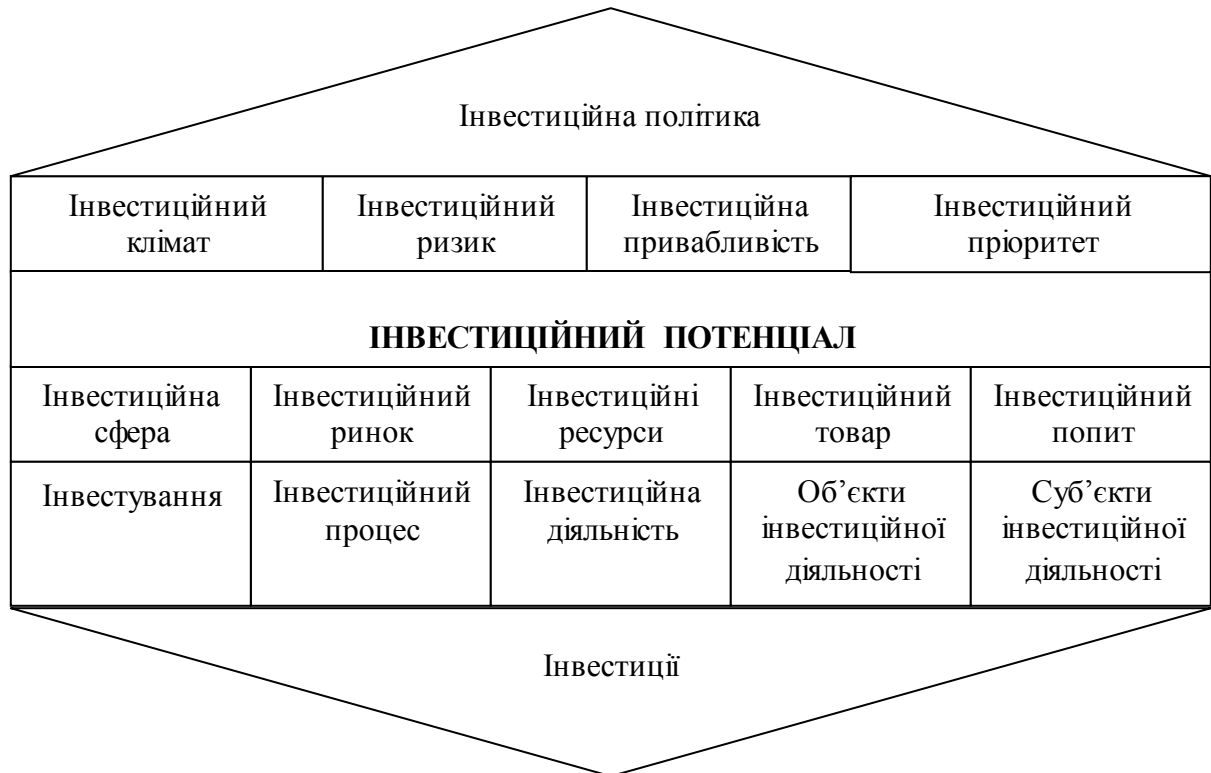 Інвестиційна політика
Інвестиційний клімат
Інвестиційний ризик
Інвестиційна привабливість
Інвестиційний пріоритет
ІНВЕСТИЦІЙНИЙ ПОТЕНЦІАЛ
Інвестиційна сфера
Інвестиційний ринок
Інвестиційні ресурси
Інвестиційний товар
Інвестиційний попит
Інвестування
Інвестиційний процес
Інвестиційна діяльність
Об’єкти інвестиційної діяльності
Суб’єкти інвестиційної діяльності
Інвестиції